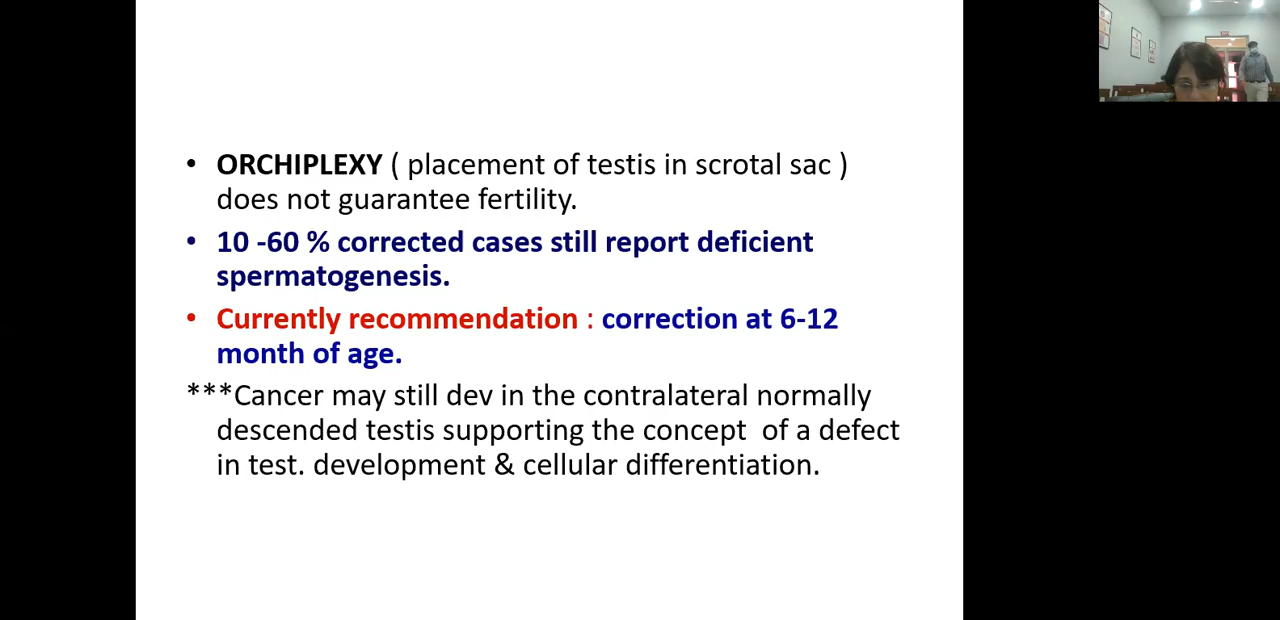 • ORCHIPLEXY ( placement of testis in scrotal sac )
does not guarantee fertility.
• 10 -60 % corrected cases still report deficient
spermatogenesis.
• Currently recommendation : correction at 6-12
month of age.
***Cancer may still dev in the contralateral normally
descended testis supporting the concept  of a defect
in test. development & cellular differentiation.